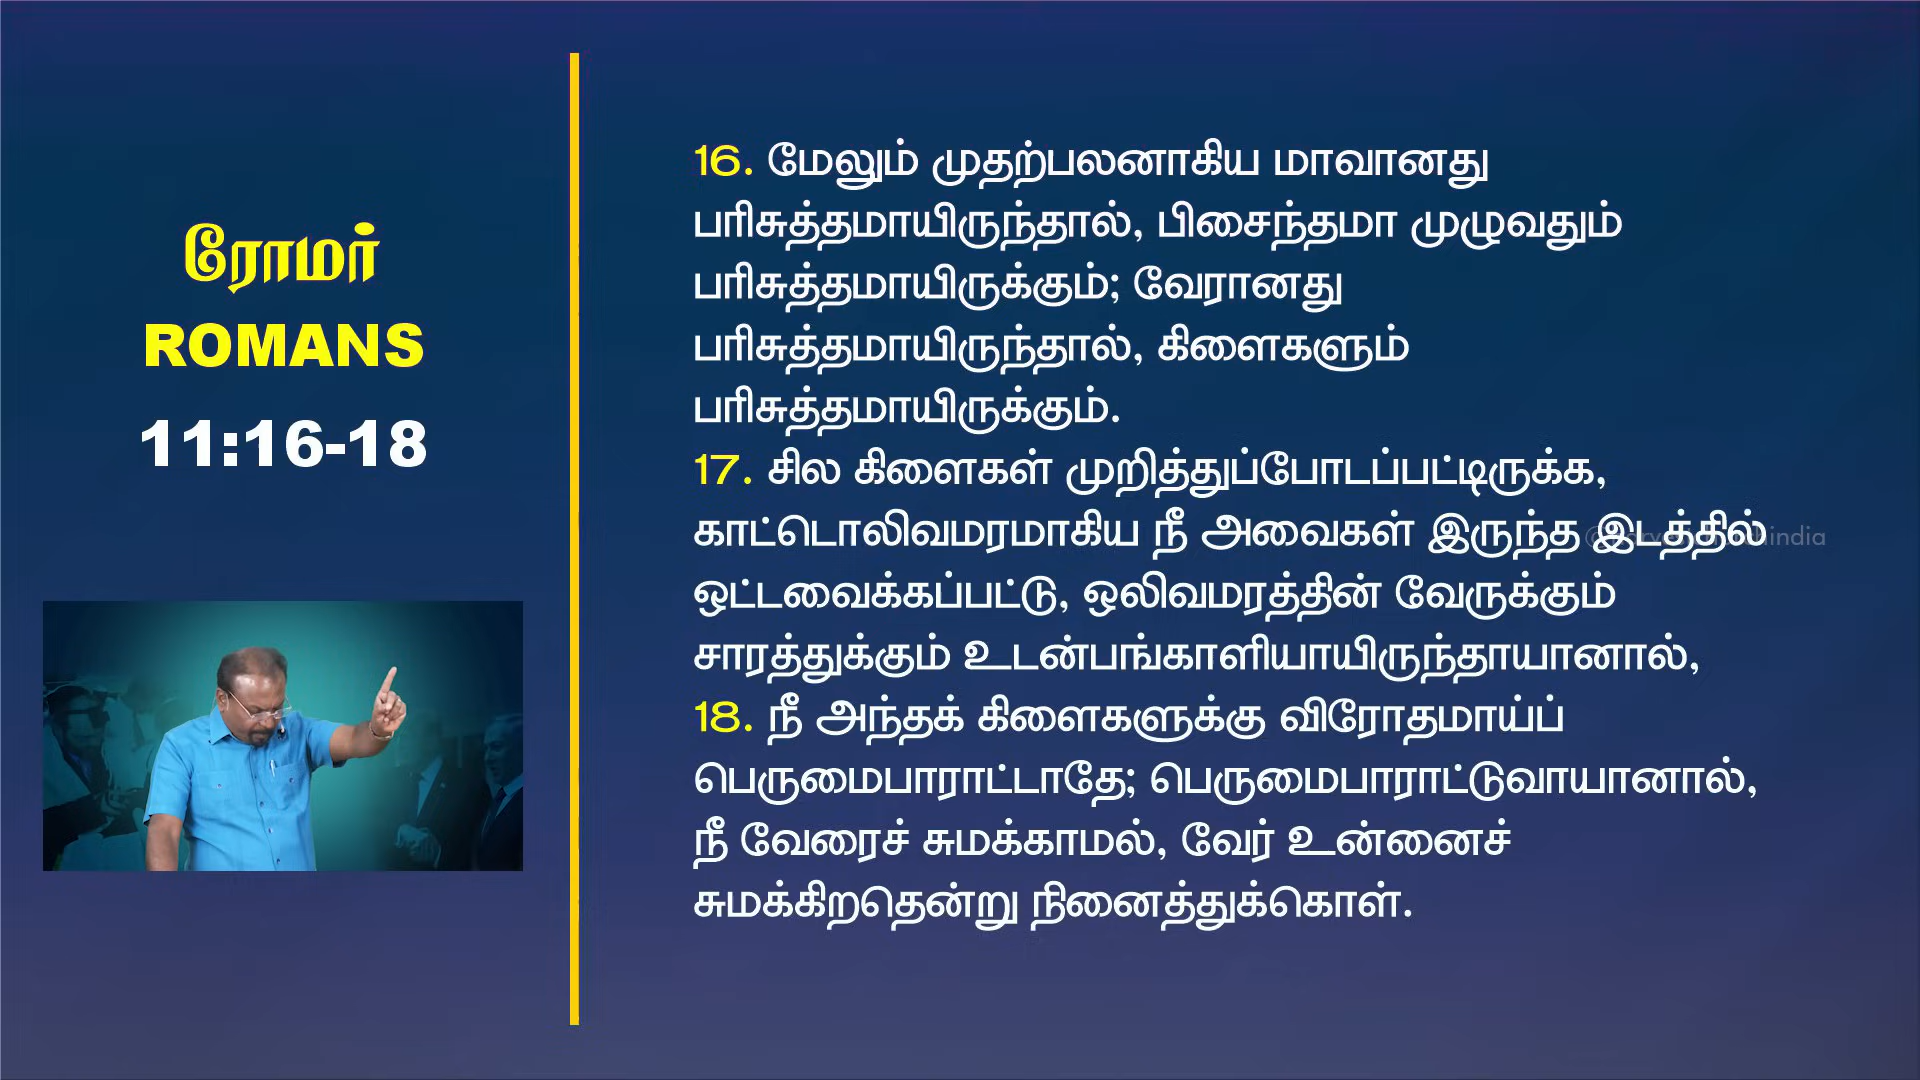 ரோமர்
ROMANS
11:16-18
16. மேலும் முதற்பலனாகிய மாவானது
பரிசுத்தமாயிருந்தால், பிசைந்தமா முழுவதும்
பரிசுத்தமாயிருக்கும்; வேரானது
பரிசுத்தமாயிருந்தால், கிளைகளும்
பரிசுத்தமாயிருக்கும்.
17. சில கிளைகள் முறித்துப்போடப்பட்டிருக்க,
காட்டொலிவமரமாகிய நீ அவைகள் இருந்த இடத்தில்
ஒட்டவைக்கப்பட்டு, ஒலிவமரத்தின் வேருக்கும்
சாரத்துக்கும் உடன்பங்காளியாயிருந்தாயானால்,
18. நீ அந்தக் கிளைகளுக்கு விரோதமாய்ப்
பெருமைபாராட்டாதே; பெருமைபாராட்டுவாயானால்,
நீ வேரைச் சுமக்காமல், வேர் உன்னைச்
சுமக்கிறதென்று நினைத்துக்கொள்.